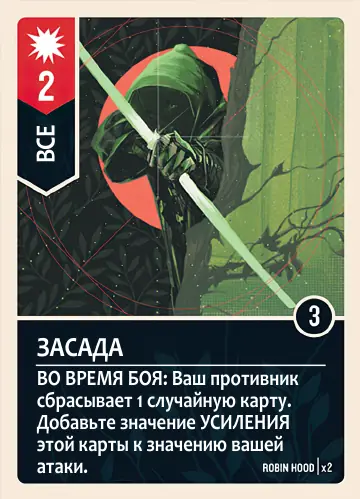 2
ВСЕ
3
ЗАСАДА
ВО ВРЕМЯ БОЯ: Ваш противник
сбрасывает 1 случайную карту.
Добавьте значение УСИЛЕНИЯ
этой карты к значению вашей
атаки.
ROBIN HOOD | x2